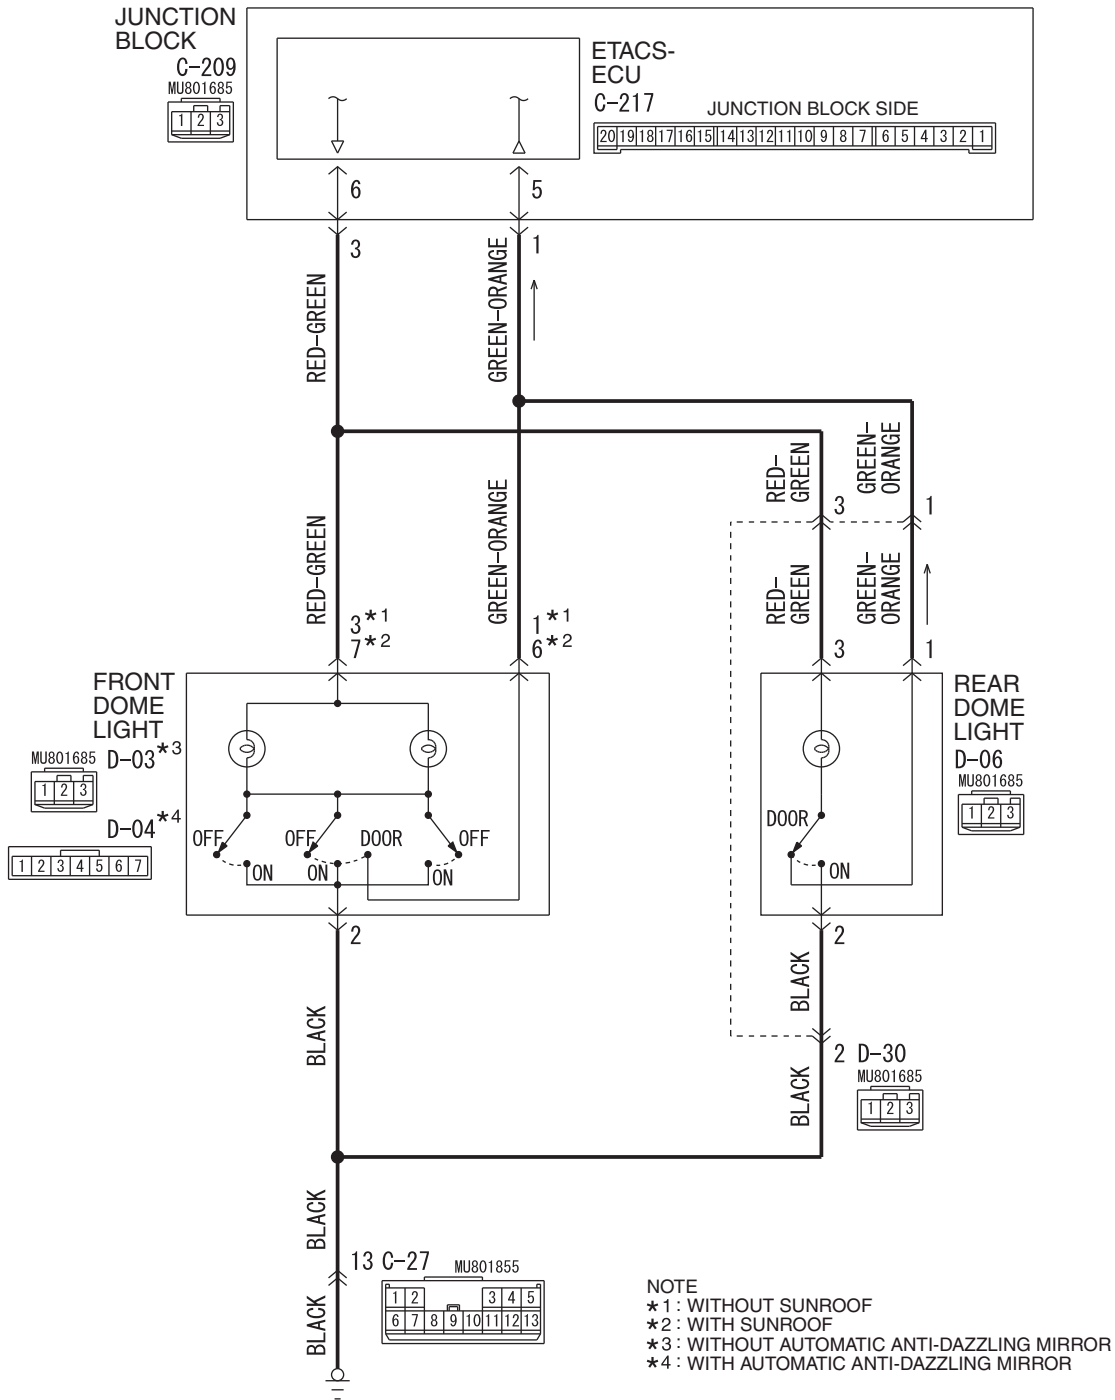 JUNCTION
BLOCK
C-209
MU801685
1 2 3
ETACS-
ECU
C-217
JUNCTION BLOCK SIDE
20 19 18 17 16 15 14 13 12 11 10 9 8 7 6 5 4 3 2 1
6
5
3
1
RED-GREEN
GREEN-ORANGE
RED-
GREEN
GREEN-
ORANGE
3
1
RED-GREEN
GREEN-ORANGE
RED-
GREEN
GREEN-
ORANGE
3*1
7*2
1*1
6*2
3
1
FRONT
DOME
LIGHT
D-03*3
MU801685
1 2 3
D-04*4
1 2 3 4 5 6 7
OFF
ON
OFF
ON
DOOR
OFF
ON
REAR
DOME
LIGHT
D-06
MU801685
1 2 3
DOOR
ON
2
2
BLACK
BLACK
2 D-30
MU801685
1 2 3
BLACK
BLACK
13 C-27
MU801855
1 2 3 4 5
6 7 8 9 10 11 12 13
BLACK
NOTE
*1: WITHOUT SUNROOF
*2: WITH SUNROOF
*3: WITHOUT AUTOMATIC ANTI-DAZZLING MIRROR
*4: WITH AUTOMATIC ANTI-DAZZLING MIRROR